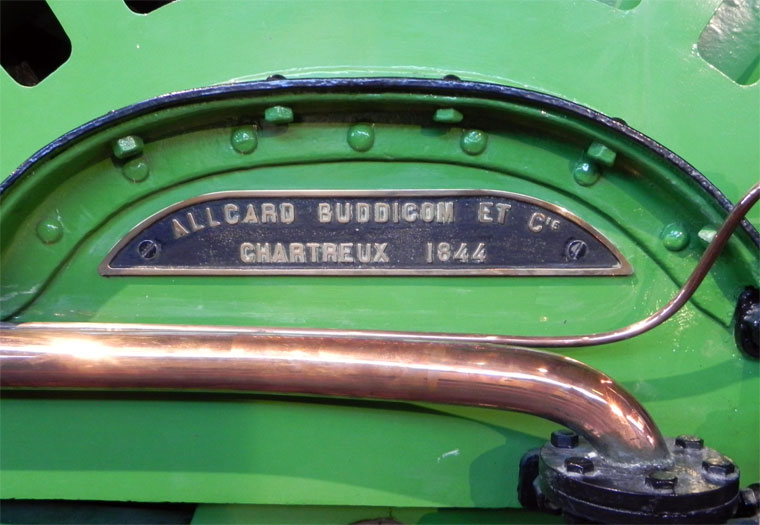 ALLCARD BUDDICOM ET CIE
CHARTREUX 1844